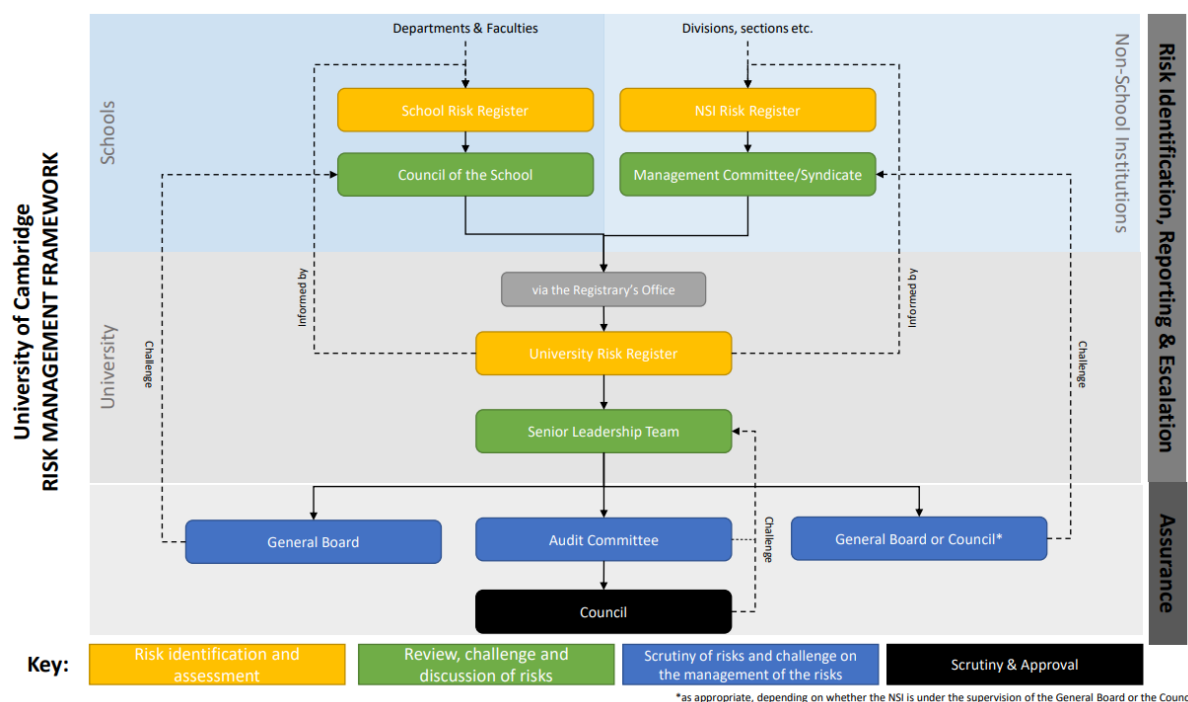 University of Cambridge
RISK MANAGEMENT FRAMEWORK
Departments & Faculties
Divisions, sections etc.
Schools
Non-School Institutions
Risk Identification, Reporting & Escalation
School Risk Register
NSI Risk Register
Council of the School
Management Committee/Syndicate
University
via the Registrary's Office
Informed by
Informed by
University Risk Register
Challenge
Challenge
Senior Leadership Team
Assurance
General Board
Audit Committee
Challenge
General Board or Council*
Council
Key:
Risk identification and
assessment
Review, challenge and
discussion of risks
Scrutiny of risks and challenge on
the management of the risks
Scrutiny & Approval
*as appropriate, depending on whether the NSI is under the supervision of the General Board or the Counc